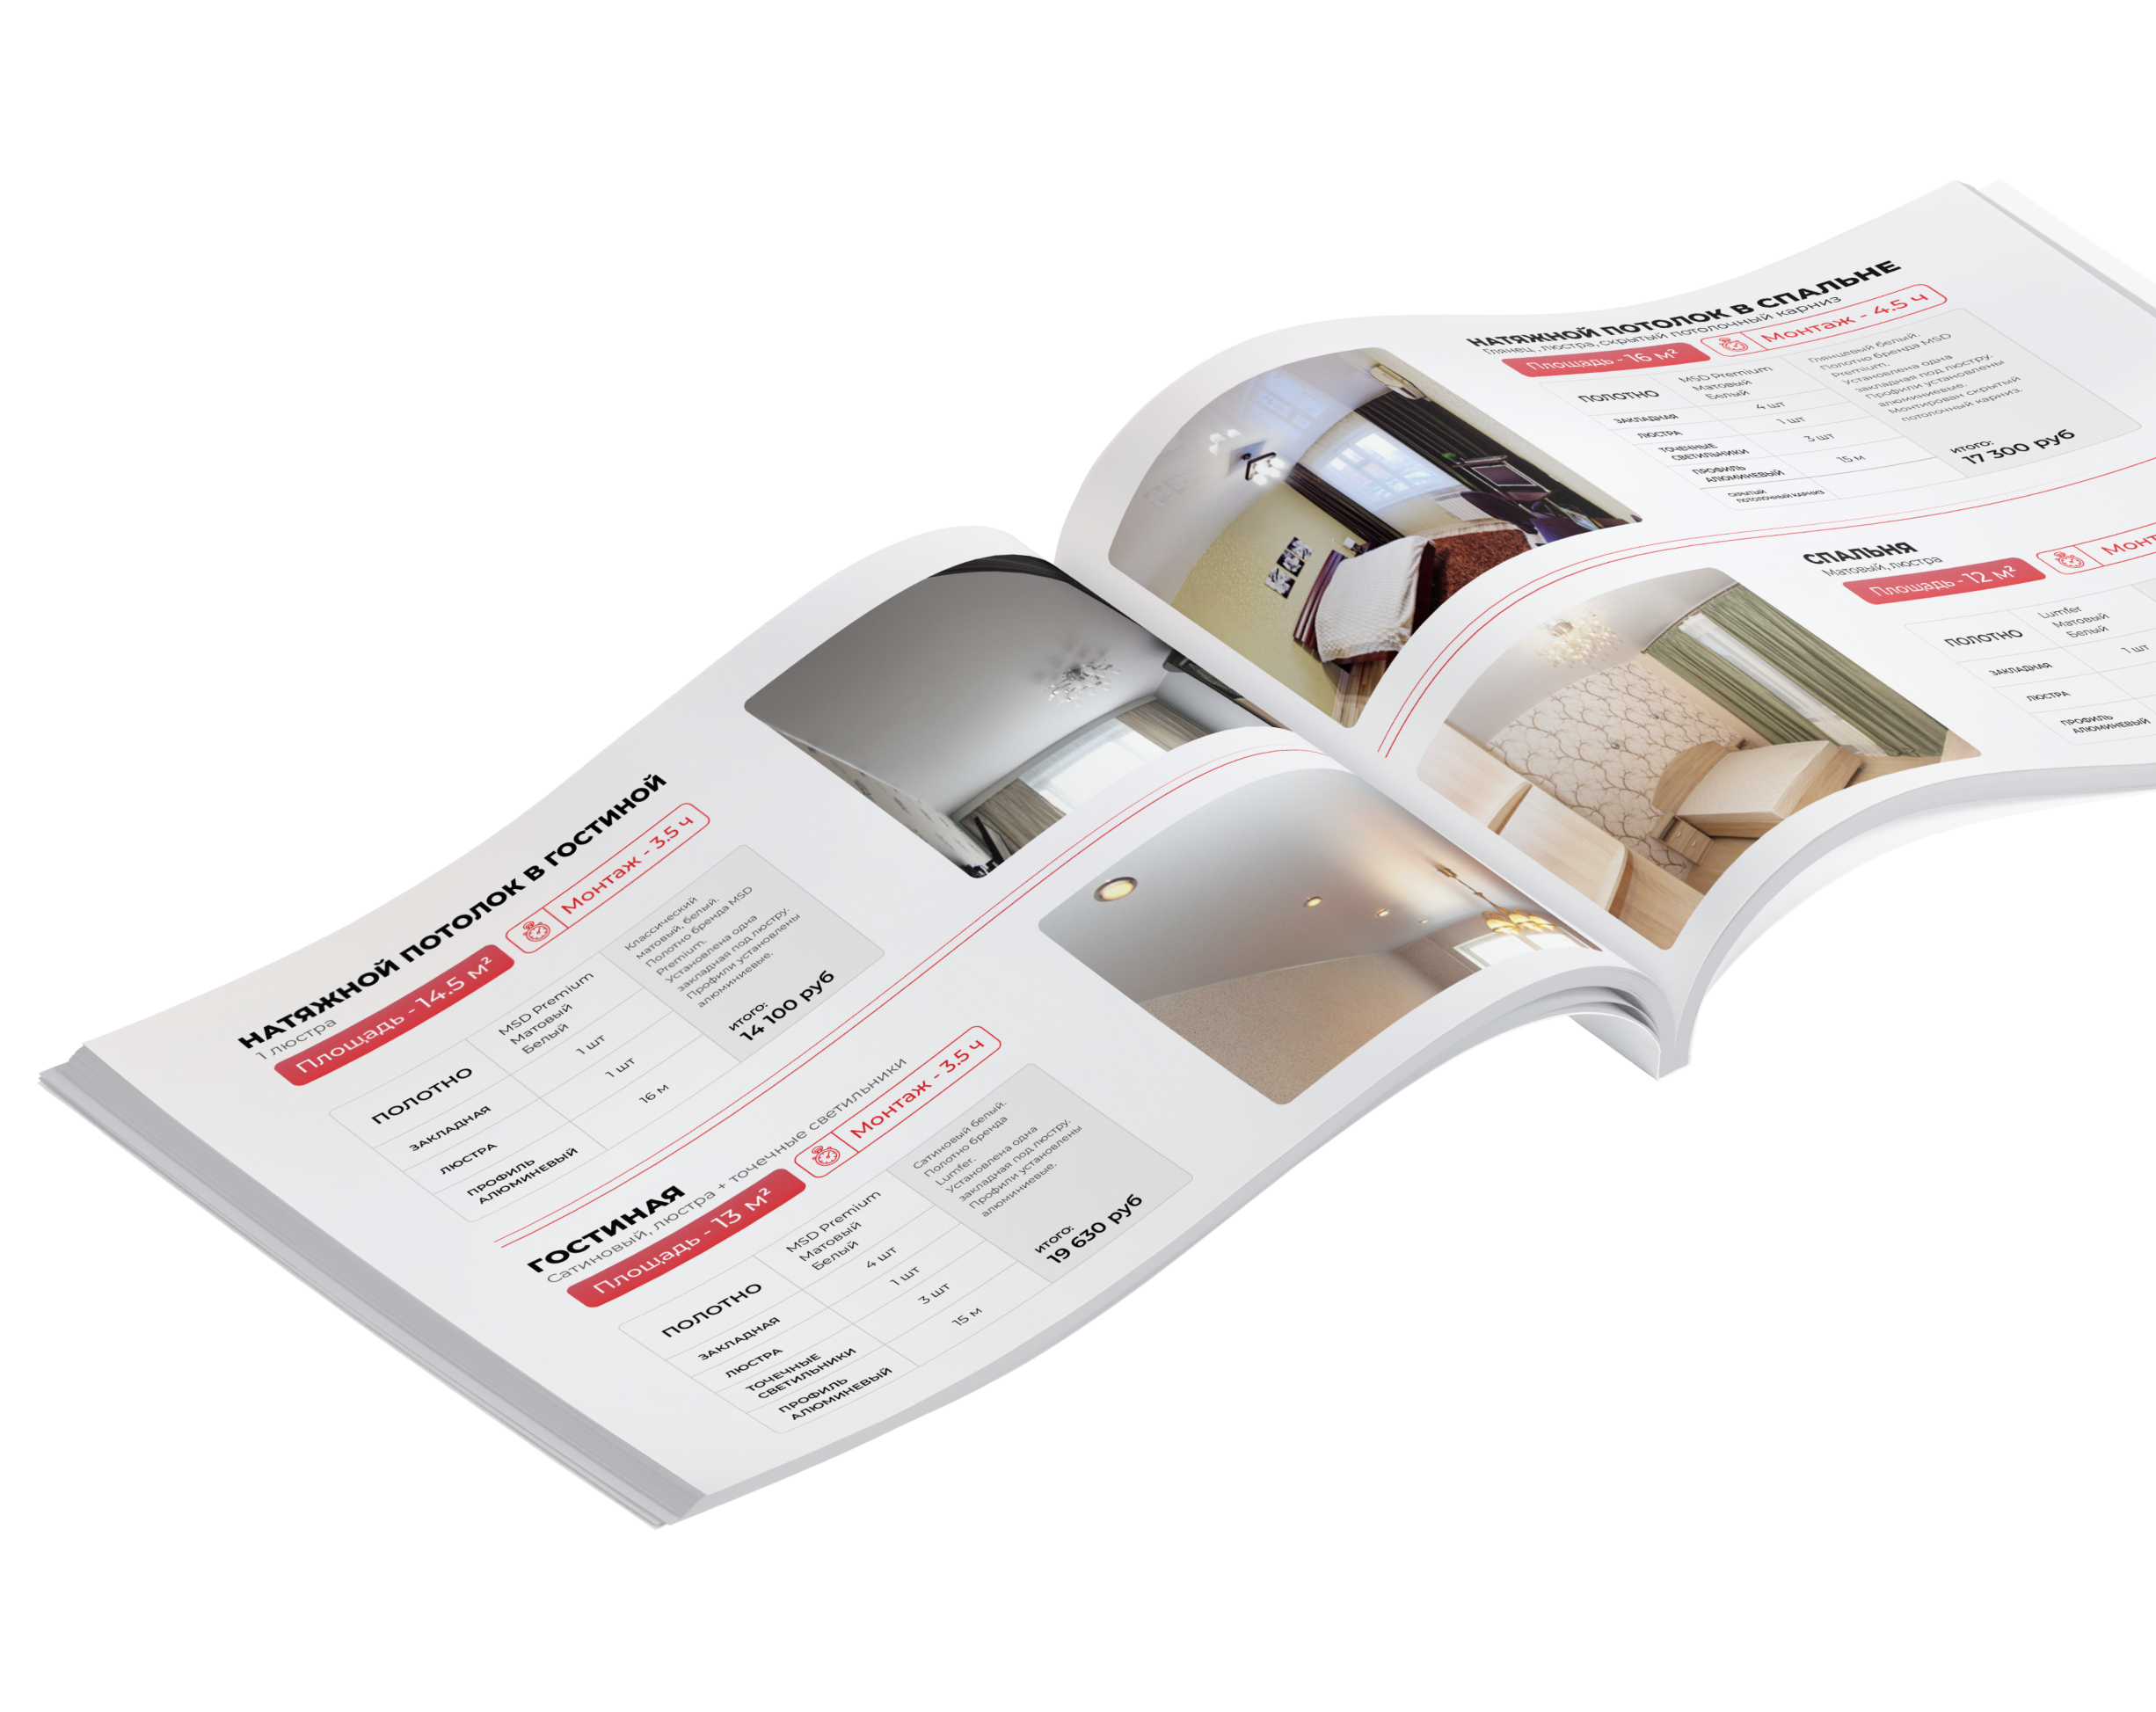 НАТЯЖНОЙ ПОТОЛОК В ГОСТИНОЙ
1 люстра
Площадь - 14.5 м²
Монтаж - 3.5 ч
ПОЛОТНО
MSD Premium
Матовый
Белый
ЗАКЛАДНАЯ
1 шт
ЛЮСТРА
1 шт
ПРОФИЛЬ
АЛЮМИНЕВЫЙ
16 м
Классический
матовый, белый.
Полотно бренда MSD
Premium.
Установлена одна
закладная под люстру.
Профили установлены
алюминиевые.
ИТОГО:
14 100 руб
ГОСТИНАЯ
Сатиновый, люстра + точечные светильники
Площадь - 13 м²
Монтаж - 3.5 ч
ПОЛОТНО
MSD Premium
Матовый
Белый
ЗАКЛАДНАЯ
4 шт
ЛЮСТРА
1 шт
ТОЧЕЧНЫЕ
СВЕТИЛЬНИКИ
3 шт
ПРОФИЛЬ
АЛЮМИНЕВЫЙ
15 м
Сатиновый белый.
Полотно бренда
Lumfer.
Установлена одна
закладная под люстру.
Профили установлены
алюминиевые.
ИТОГО:
19 630 руб
НАТЯЖНОЙ ПОТОЛОК В СПАЛЬНЕ
Глянец, люстра, скрытый потолочный карниз
Площадь - 16 м²
Монтаж - 4.5 ч
ПОЛОТНО
MSD Premium
Матовый
Белый
ЗАКЛАДНАЯ
4 шт
ЛЮСТРА
1 шт
ТОЧЕЧНЫЕ
СВЕТИЛЬНИКИ
3 шт
ПРОФИЛЬ
АЛЮМИНЕВЫЙ
15 м
СКРЫТЫЙ
ПОТОЛОЧНЫЙ КАРНИЗ
Глянцевый белый.
Полотно бренда MSD
Premium.
Установлена одна
закладная под люстру.
Профили установлены
алюминиевые.
Монтирован скрытый
потолочный карниз.
ИТОГО:
17 300 руб
СПАЛЬНЯ
Матовый, люстра
Площадь - 12 м²
Монт
ПОЛОТНО
Lumfer
Матовый
Белый
ЗАКЛАДНАЯ
1 шт
ЛЮСТРА
ПРОФИЛЬ
АЛЮМИНЕВЫЙ